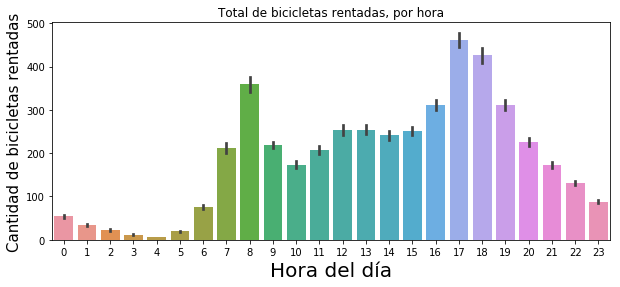 Total de bicicletas rentadas, por hora
Cantidad de bicicletas rentadas
500
400
300
200
100
0
0 1 2 3 4 5 6 7 8 9 10 11 12 13 14 15 16 17 18 19 20 21 22 23
Hora del día